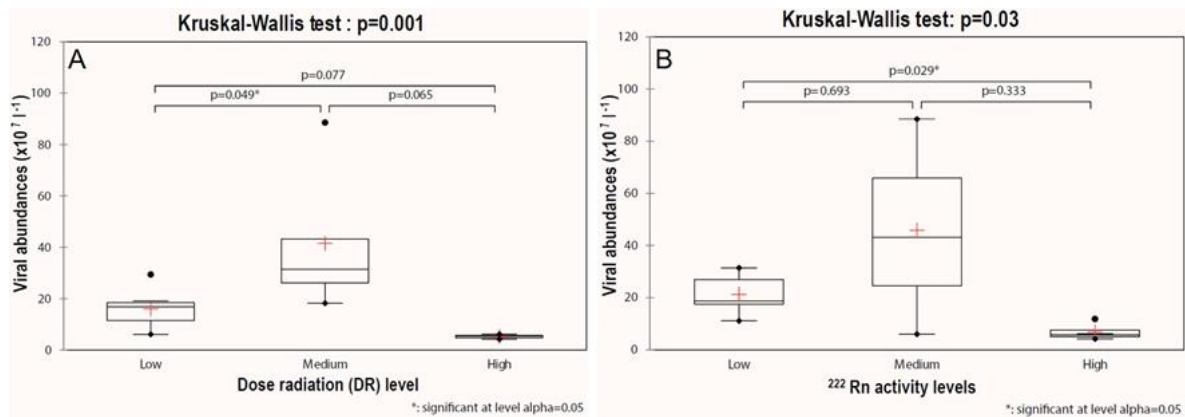 Kruskal-Wallis test : p=0.001
A
120
100
80
60
40
20
0
Viral abundances (x10⁷ l⁻¹)
p=0.077
p=0.049*
p=0.065
Low
Medium
High
Dose radiation (DR) level
*: significant at level alpha=0.05
Kruskal-Wallis test: p=0.03
B
120
100
80
60
40
20
0
Viral abundances (x10⁷ l⁻¹)
p=0.029*
p=0.693
p=0.333
Low
Medium
High
²²² Rn activity levels
*: significant at level alpha=0.05